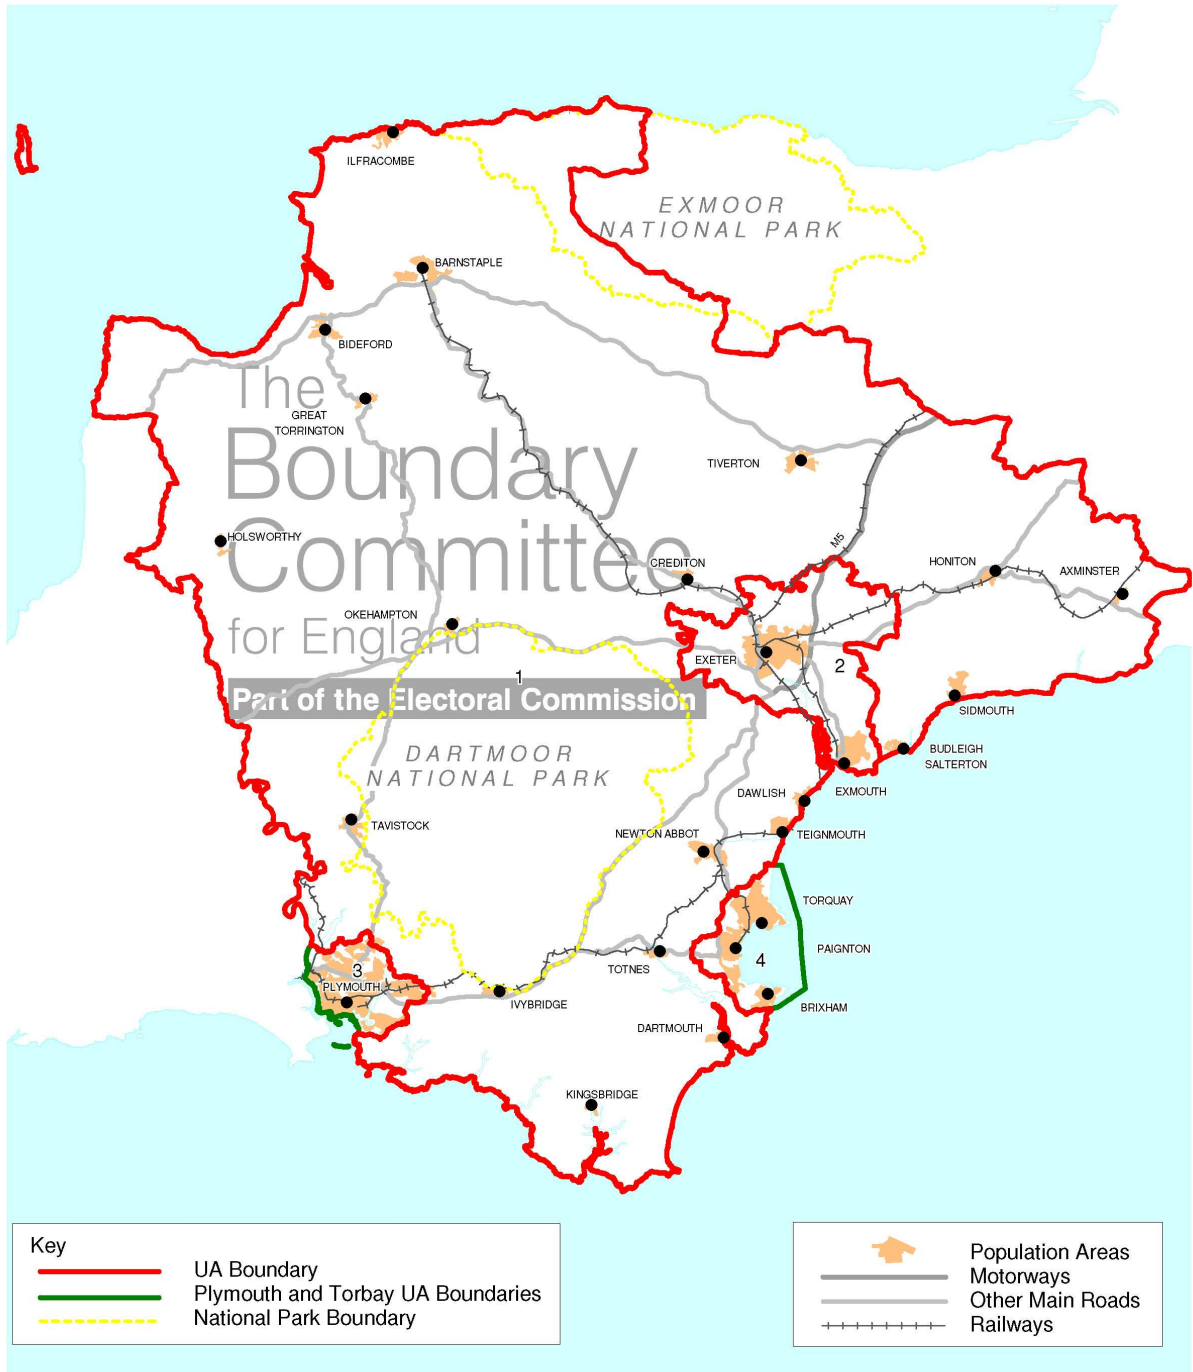 ILFRACOMBE
EXMOOR
NATIONAL PARK
BARNSTAPLE
BIDEFORD
The
GREAT
TORRINGTON
Boundary
TIVERTON
Committee
HOLSWORTHY
M5
CREDITON
HONITON
AXMINSTER
OKEHAMPTON
for England
EXETER
2
1
Part of the Electoral Commission
SIDMOUTH
DARTMOOR
NATIONAL PARK
BUDLEIGH
SALTERTON
DAWLISH
EXMOUTH
TAVISTOCK
NEWTON ABBOT
TEIGNMOUTH
TORQUAY
PAIGNTON
4
TOTNES
3
PLYMOUTH
IVYBRIDGE
BRIXHAM
DARTMOUTH
KINGSBRIDGE
Key
UA Boundary
Plymouth and Torbay UA Boundaries
National Park Boundary
Population Areas
Motorways
Other Main Roads
Railways